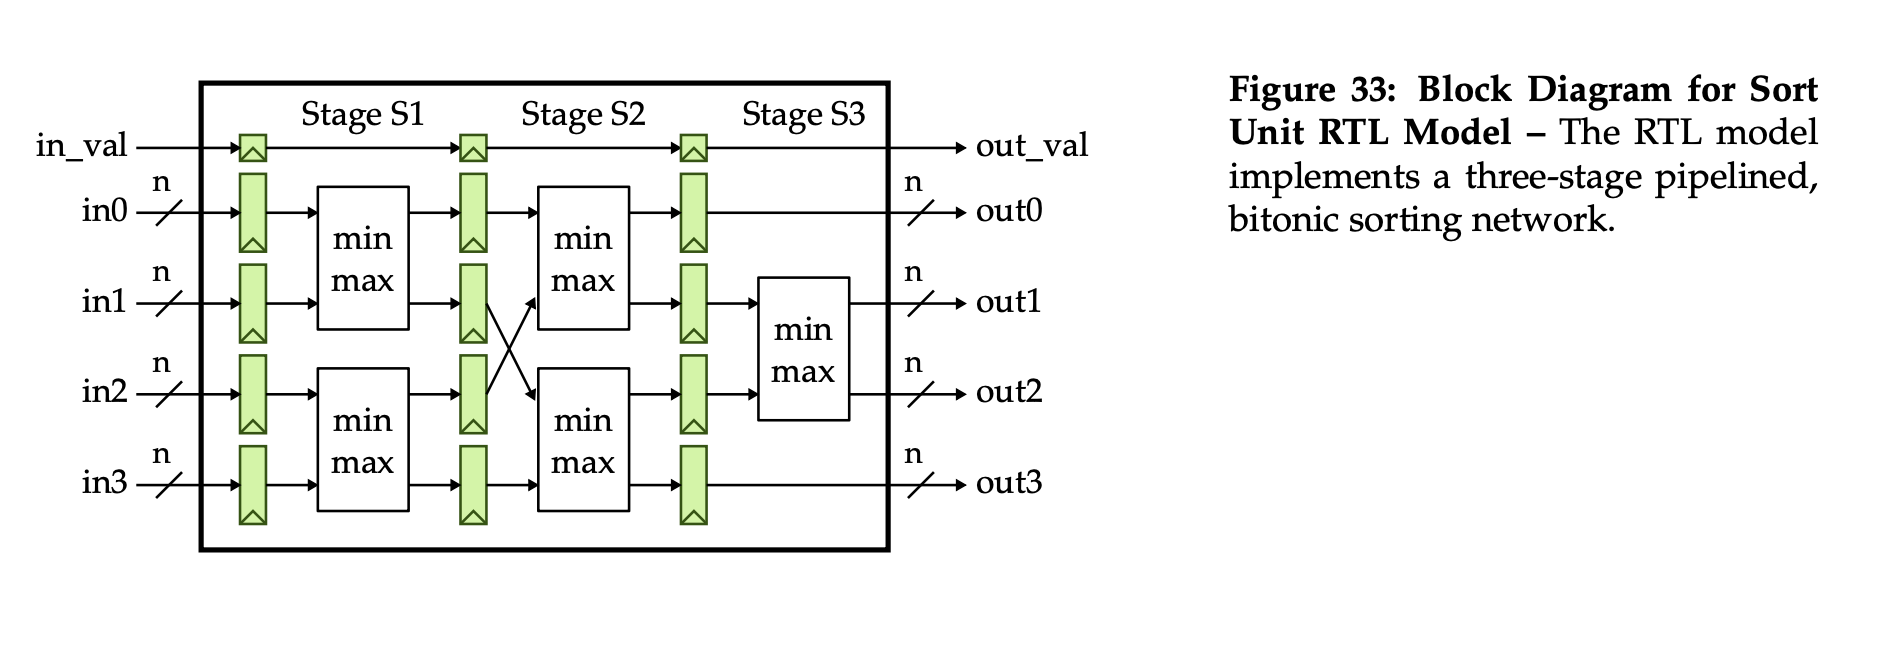 Stage S1
Stage S2
Stage S3
in_val
out_val
n
n
in0
out0
min
max
min
max
n
n
in1
out1
min
max
n
n
in2
out2
min
max
min
max
n
n
in3
out3
Figure 33: Block Diagram for Sort
Unit RTL Model – The RTL model
implements a three-stage pipelined,
bitonic sorting network.